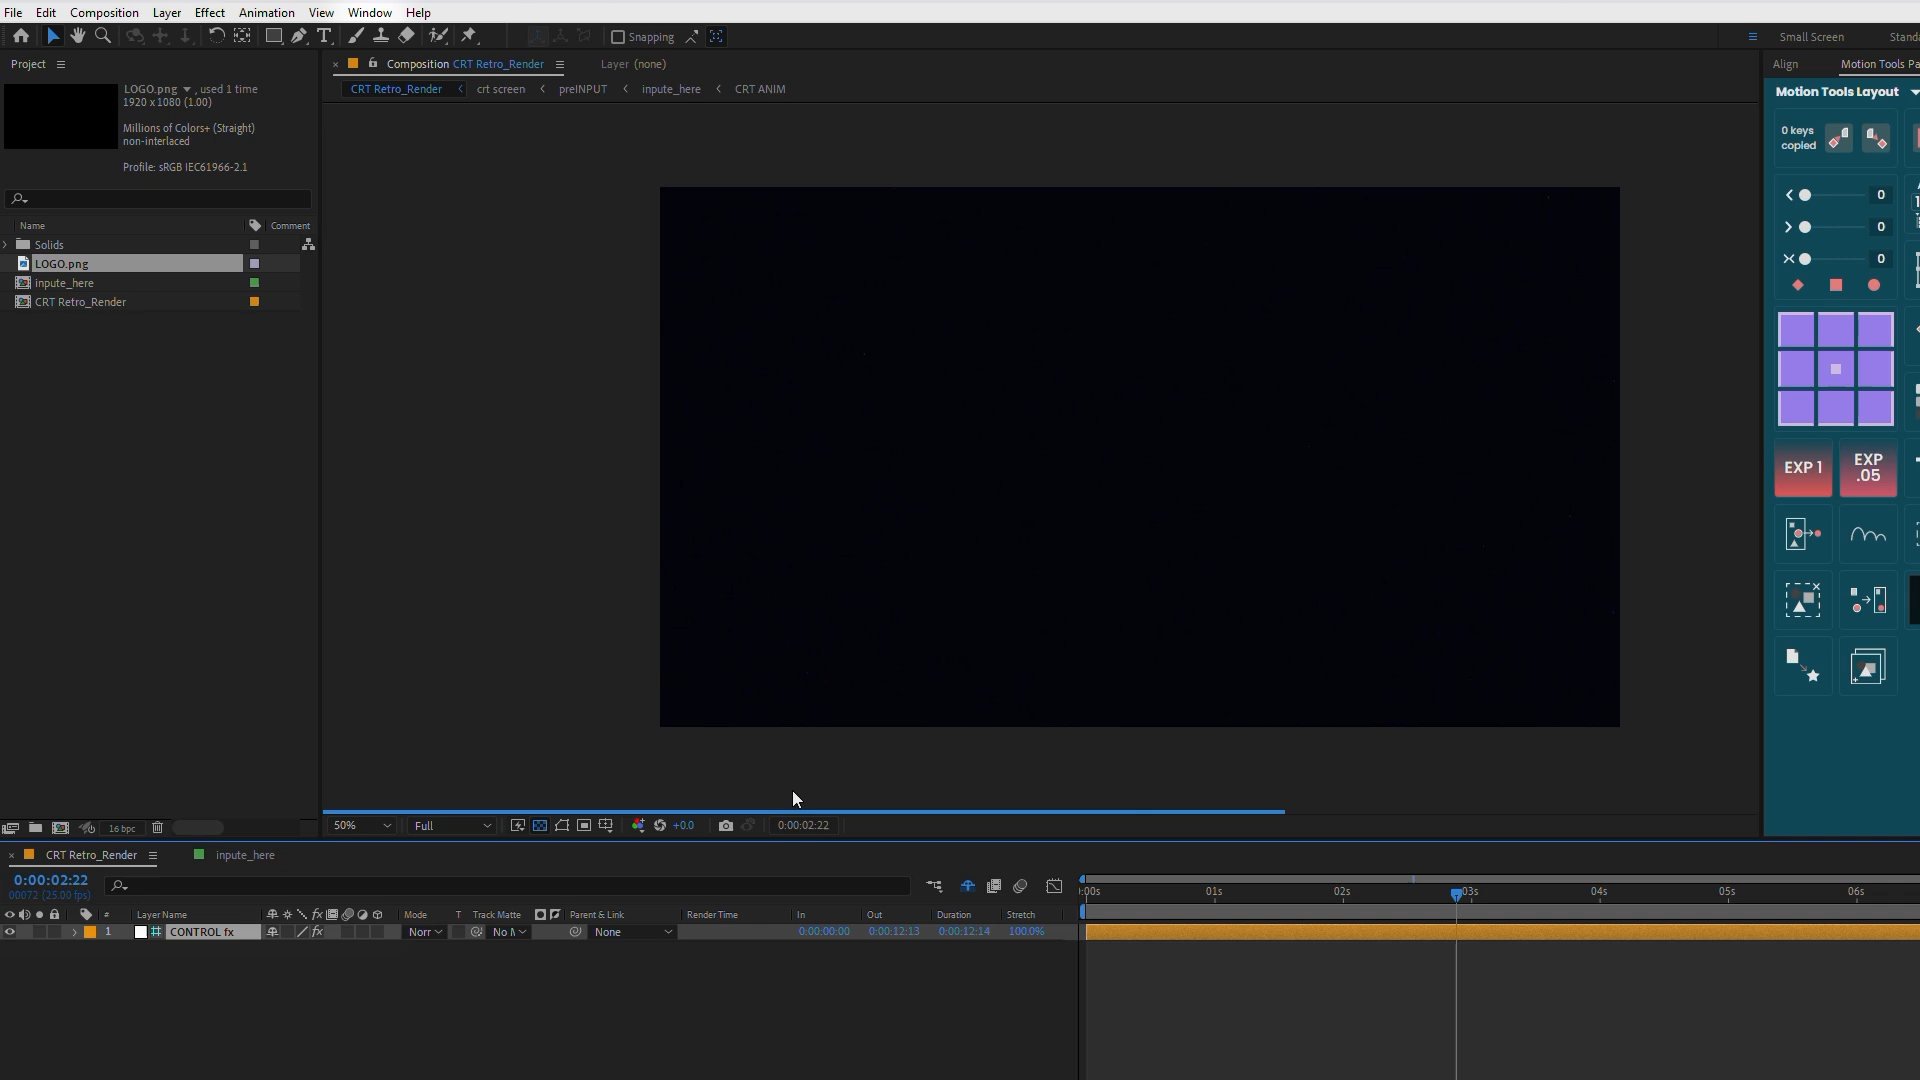 File Edit Composition Layer Effect Animation View Window Help
Snapping
Small Screen
Project
Composition CRT Retro_Render
Layer (none)
Align
CRT Retro_Render
crt screen
preINPUT
inpute_here
CRT ANIM
LOGO.png , used 1 time
1920 x 1080 (1.00)
Millions of Colors+ (Straight)
non-interlaced
Profile: sRGB IEC61966-2.1
Name
Comment
Solids
LOGO.png
inpute_here
CRT Retro_Render
16 bpc
Motion Tools Layout
0 keys
copied
0
0
0
EXP 1
EXP
.05
50%
Full
+0.0
0:00:02:22
CRT Retro_Render
inpute_here
0:00:02:22
00072 (25.00 fps)
:00s 01s 02s 03s 04s 05s 06s
# Layer Name Mode T Track Matte Parent & Link Render Time In Out Duration Stretch
1 CONTROL fx Norr None 0:00:00:00 0:00:12:13 0:00:12:14 100.0%